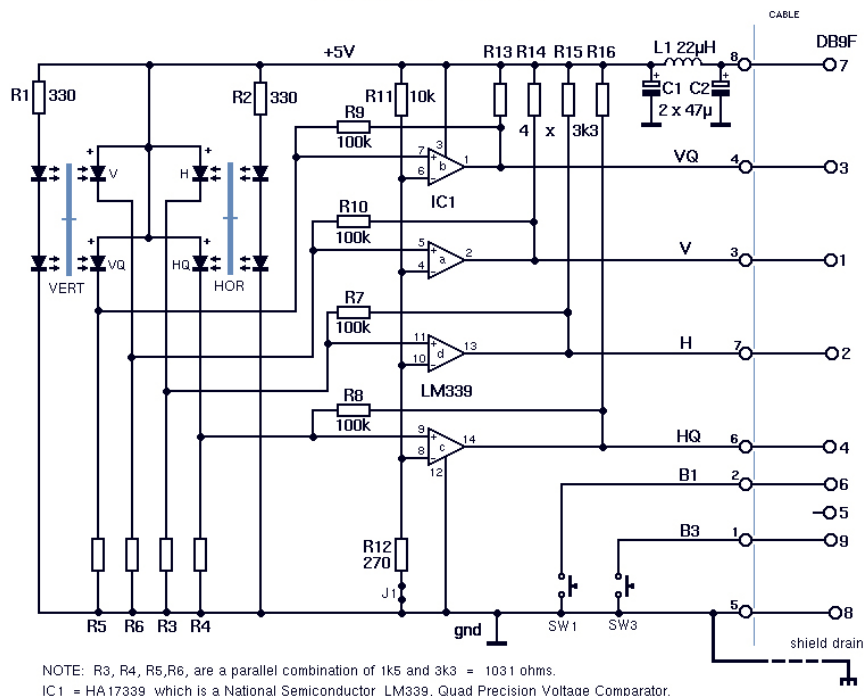 CABLE
+5V
R13 R14 R15 R16
L1 22µH
DB9F
8
7
R1
330
R2
330
R11
10k
+
C1
C2
+
2 x 47µ
R9
100k
4 x 3k3
3
7
+
b
1
6
−
VQ
4
3
IC1
+
V
H
+
R10
100k
5
+
a
2
4
−
V
3
1
+
VQ
HQ
+
VERT
HOR
R7
100k
11
+
d
13
10
−
H
7
2
LM339
R8
100k
9
+
c
14
8
−
12
HQ
6
4
B1
2
6
5
B3
1
9
R12
270
J1
R5
R6
R3
R4
gnd
SW1
SW3
5
8
shield drain
NOTE: R3, R4, R5,R6, are a parallel combination of 1k5 and 3k3 = 1031 ohms.
IC1 = HA17339 which is a National Semiconductor LM339, Quad Precision Voltage Comparator.